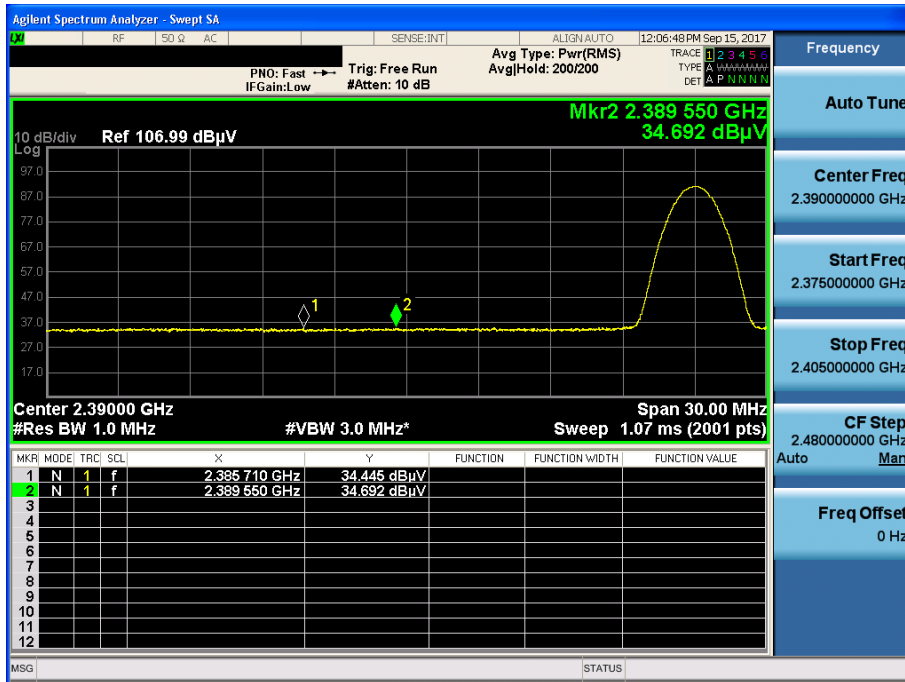 Agilent Spectrum Analyzer - Swept SA
LXI RF 50 Ω AC SENSE:INT ALIGN AUTO 12:06:48 PM Sep 15, 2017
Avg Type: Pwr(RMS) TRACE 1 2 3 4 5 6
PNO: Fast Trig: Free Run Avg|Hold: 200/200 TYPE A WWWWW
IFGain:Low #Atten: 10 dB DET A P N N N N
Mkr2 2.389 550 GHz
34.692 dBµV
10 dB/div Ref 106.99 dBµV
Log
97.0
87.0
77.0
67.0
57.0
47.0
37.0
27.0
17.0
1
2
Center 2.39000 GHz Span 30.00 MHz
#Res BW 1.0 MHz #VBW 3.0 MHz* Sweep 1.07 ms (2001 pts)
MKR MODE TRC SCL X Y FUNCTION FUNCTION WIDTH FUNCTION VALUE
1 N 1 f 2.385 710 GHz 34.445 dBµV
2 N 1 f 2.389 550 GHz 34.692 dBµV
3
4
5
6
7
8
9
10
11
12
MSG STATUS
Frequency
Auto Tune
Center Freq
2.390000000 GHz
Start Freq
2.375000000 GHz
Stop Freq
2.405000000 GHz
CF Step
2.480000000 GHz
Auto Man
Freq Offset
0 Hz